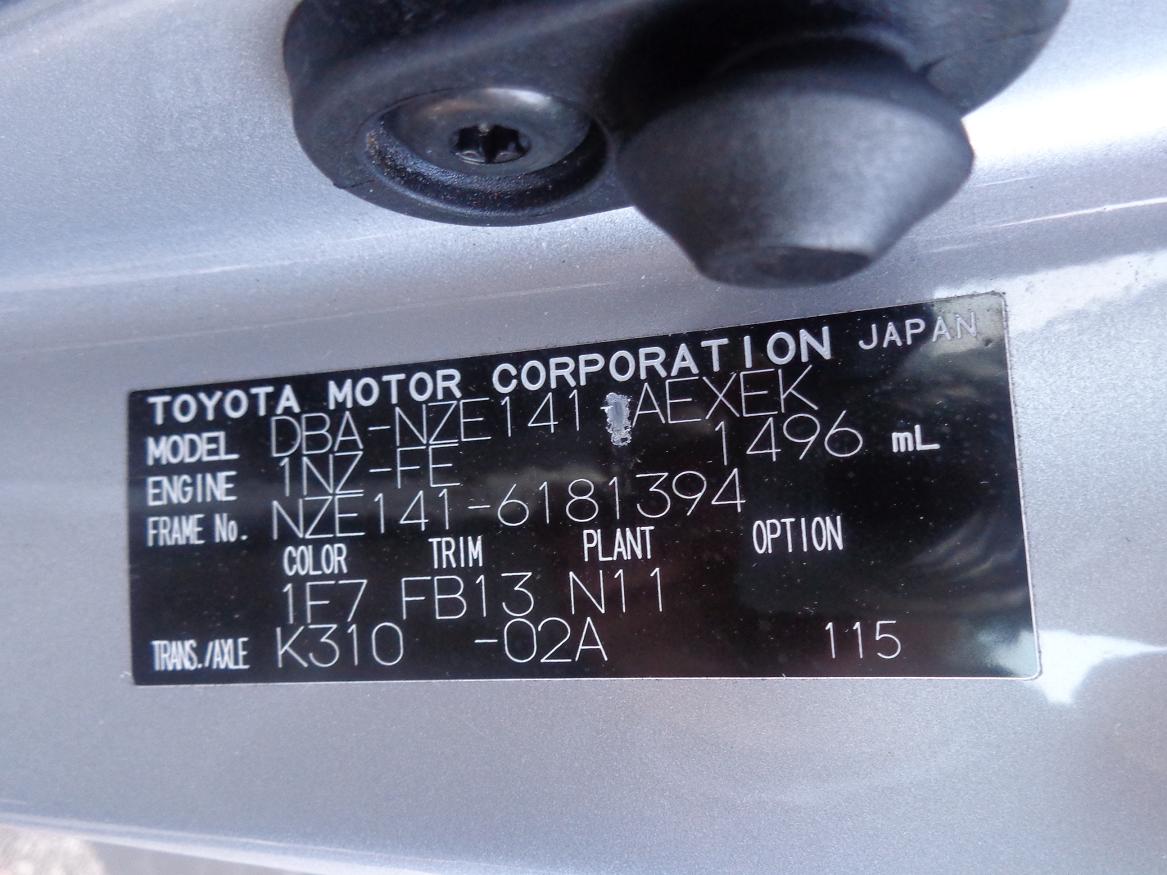 TOYOTA MOTOR CORPORATION JAPAN
MODEL DBA-NZE141-AEXEK
ENGINE 1NZ-FE 1496 mL
FRAME No. NZE141-6181394
COLOR TRIM PLANT OPTION
1F7 FB13 N11
TRANS./AXLE K310 -02A 115